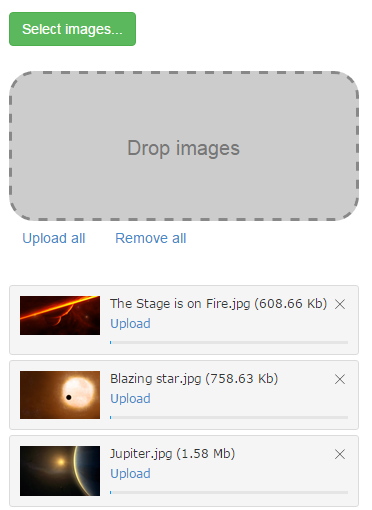 Select images...
Drop images
Upload all Remove all
The Stage is on Fire.jpg (608.66 Kb)
Upload
Blazing star.jpg (758.63 Kb)
Upload
Jupiter.jpg (1.58 Mb)
Upload